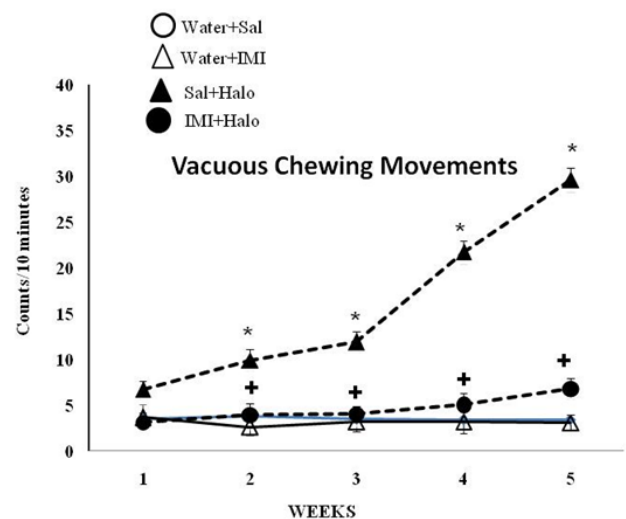 Water+Sal
Water+IMI
Sal+Halo
IMI+Halo
Vacuous Chewing Movements
Counts/10 minutes
40
35
30
25
20
15
10
5
0
* * * *
+ + + +
1 2 3 4 5
WEEKS